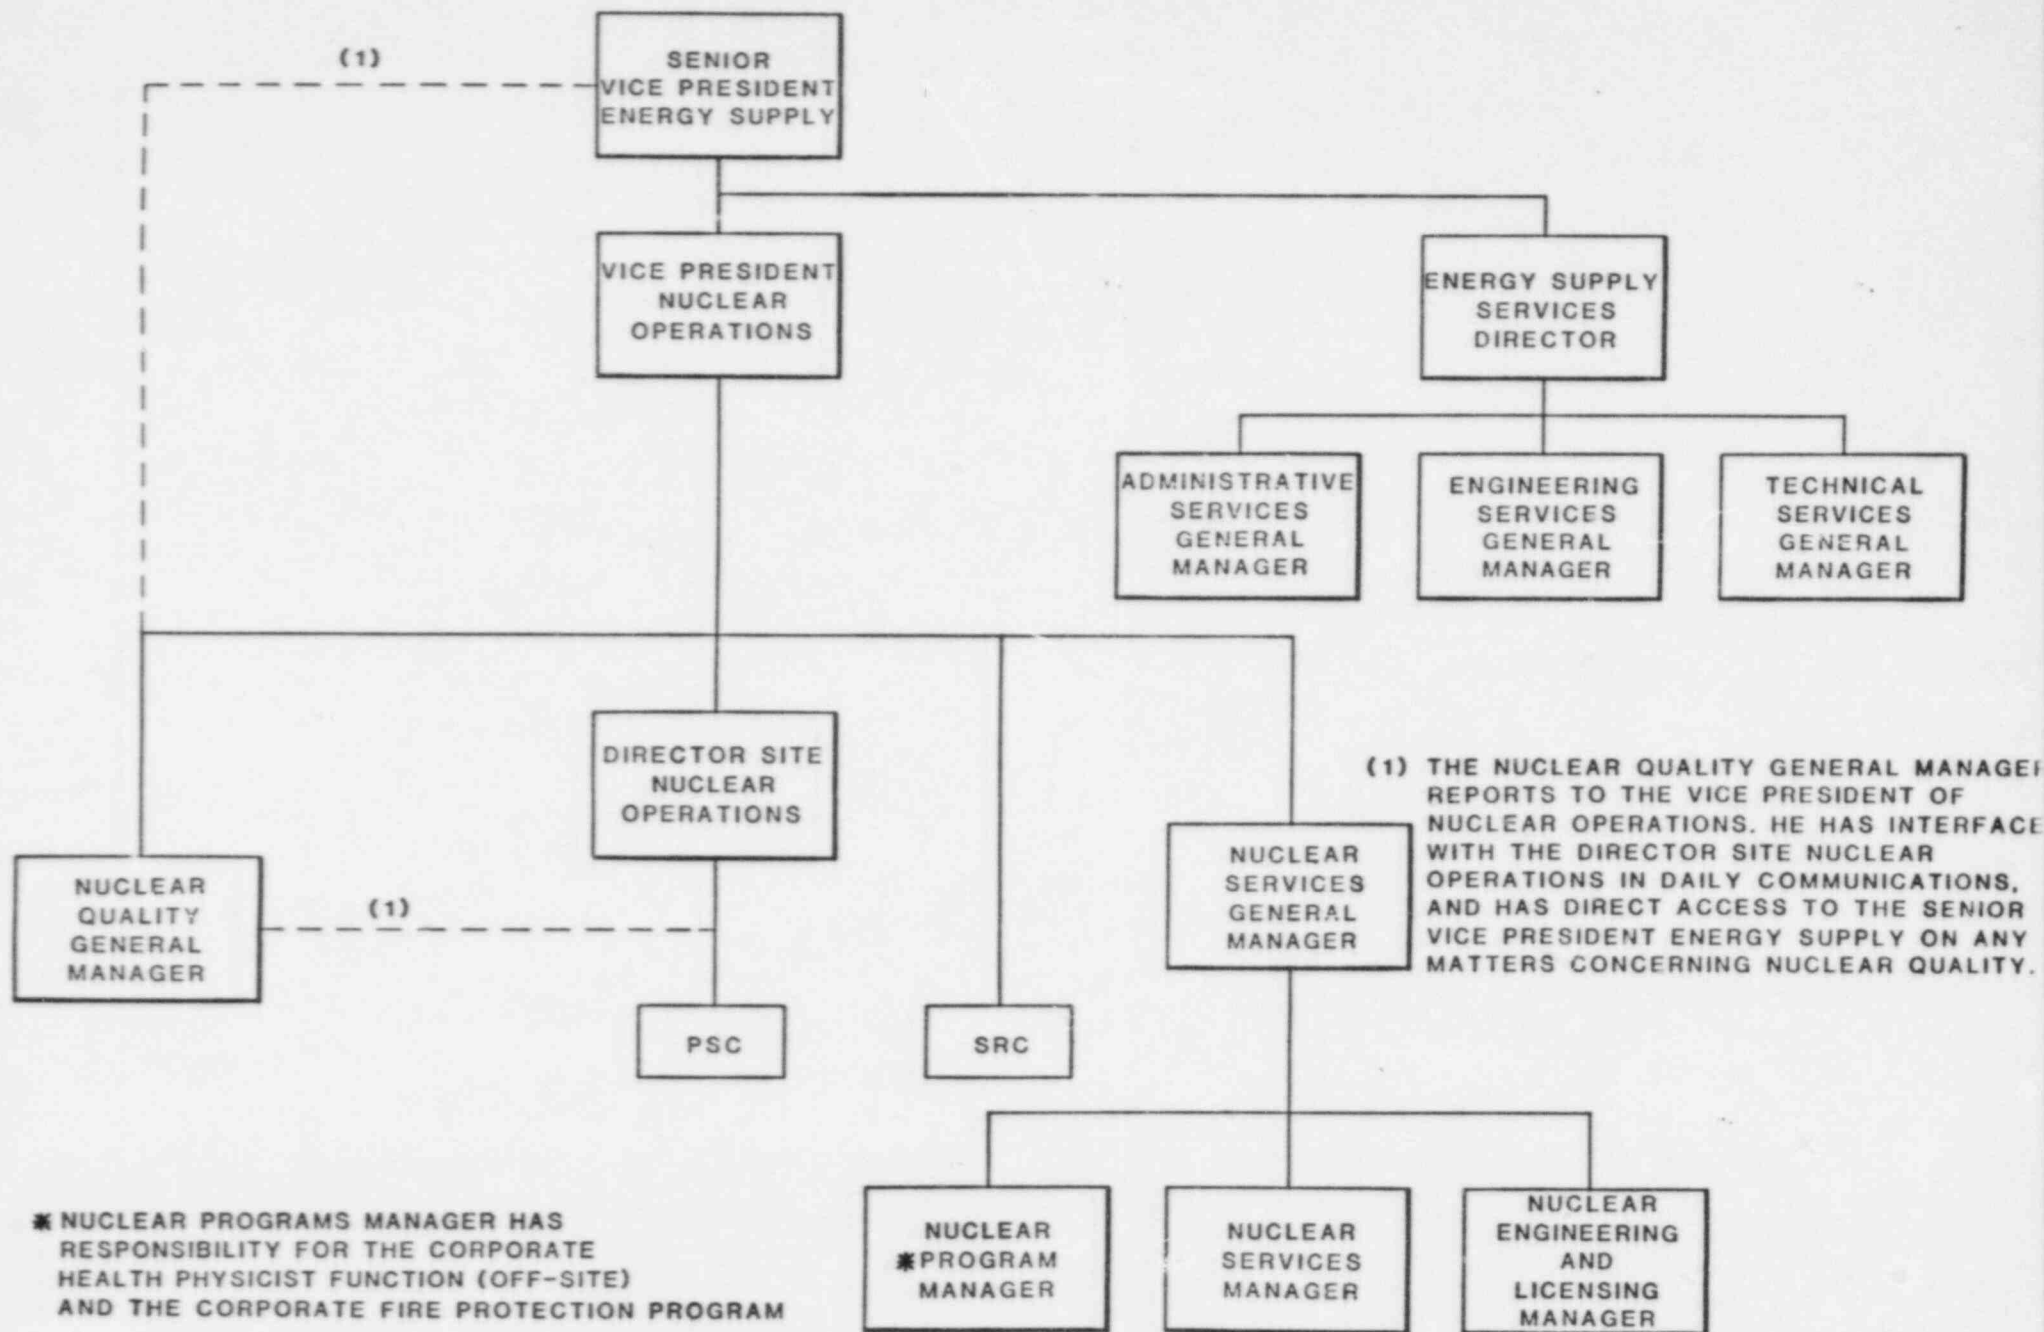 (1)
SENIOR
VICE PRESIDENT
ENERGY SUPPLY
VICE PRESIDENT
NUCLEAR
OPERATIONS
ENERGY SUPPLY
SERVICES
DIRECTOR
ADMINISTRATIVE
SERVICES
GENERAL
MANAGER
ENGINEERING
SERVICES
GENERAL
MANAGER
TECHNICAL
SERVICES
GENERAL
MANAGER
DIRECTOR SITE
NUCLEAR
OPERATIONS
(1) THE NUCLEAR QUALITY GENERAL MANAGER
REPORTS TO THE VICE PRESIDENT OF
NUCLEAR OPERATIONS. HE HAS INTERFACE
WITH THE DIRECTOR SITE NUCLEAR
OPERATIONS IN DAILY COMMUNICATIONS,
AND HAS DIRECT ACCESS TO THE SENIOR
VICE PRESIDENT ENERGY SUPPLY ON ANY
MATTERS CONCERNING NUCLEAR QUALITY.
NUCLEAR
QUALITY
GENERAL
MANAGER
(1)
NUCLEAR
SERVICES
GENERAL
MANAGER
PSC
SRC
* NUCLEAR PROGRAMS MANAGER HAS
RESPONSIBILITY FOR THE CORPORATE
HEALTH PHYSICIST FUNCTION (OFF-SITE)
AND THE CORPORATE FIRE PROTECTION PROGRAM
NUCLEAR
*PROGRAM
MANAGER
NUCLEAR
SERVICES
MANAGER
NUCLEAR
ENGINEERING
AND
LICENSING
MANAGER